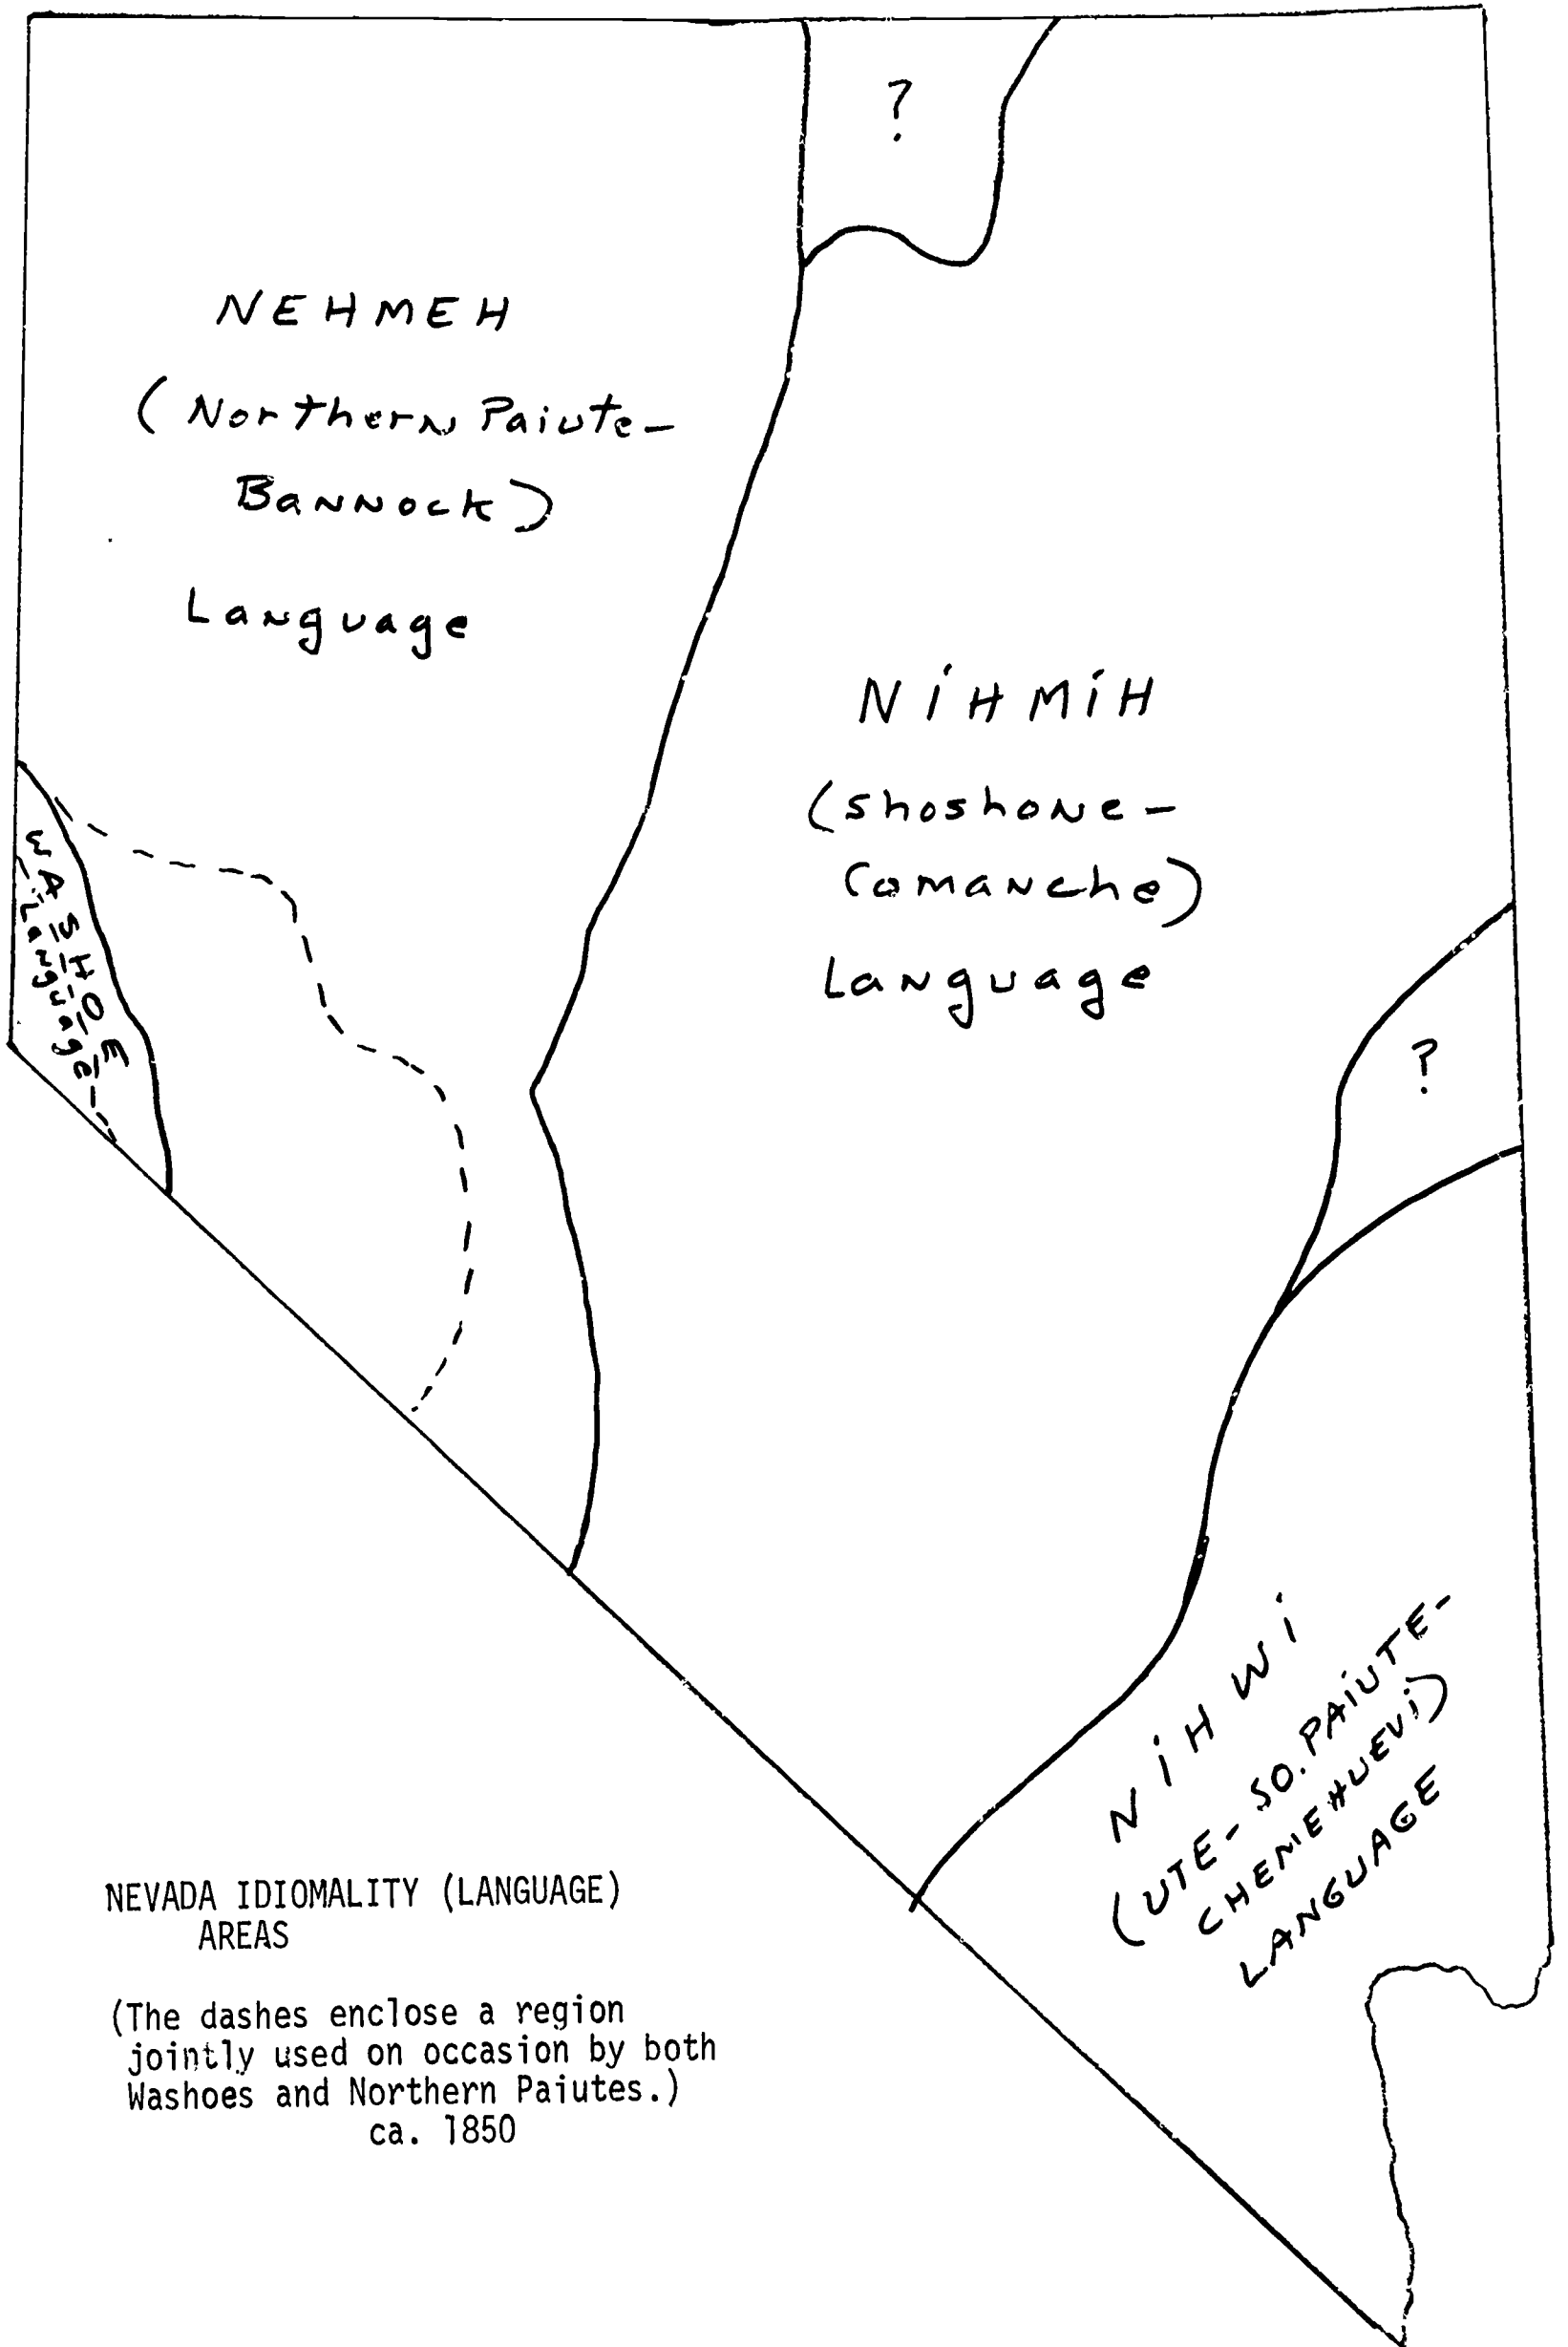 ?
NEHMEH
(Northern Paiute-
Bannock)
Language
NiHMiH
(Shoshone-
Comanche)
Language
WASHOE
Language
?
NiHWi
(UTE-SO. PAiUTE-
CHEMEHUEVi)
LANGUAGE
NEVADA IDIOMALITY (LANGUAGE)
AREAS
(The dashes enclose a region
jointly used on occasion by both
Washoes and Northern Paiutes.)
ca. 1850